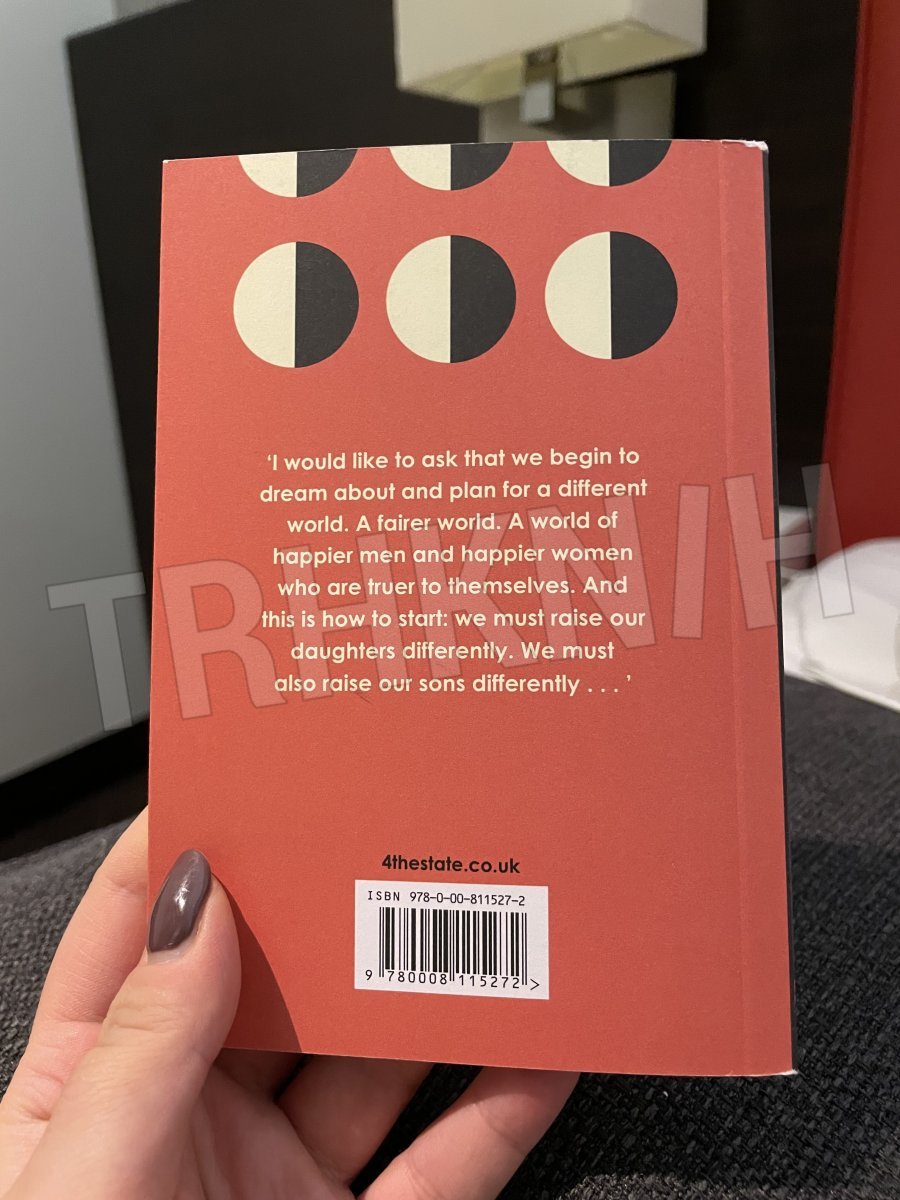 ‘I would like to ask that we begin to
dream about and plan for a different
world. A fairer world. A world of
happier men and happier women
who are truer to themselves. And
this is how to start: we must raise our
daughters differently. We must
also raise our sons differently . . . ’
TRHKNIH
4thestate.co.uk
ISBN 978-0-00-811527-2
9 780008 115272 >